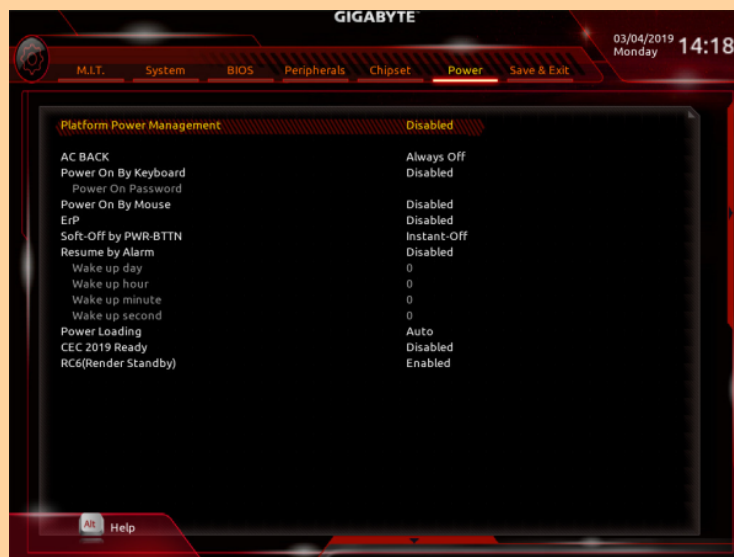 GIGABYTE
03/04/2019 14:18
Monday
M.I.T. System BIOS Peripherals Chipset Power Save & Exit
Platform Power Management Disabled
AC BACK Always Off
Power On By Keyboard Disabled
Power On Password
Power On By Mouse Disabled
ErP Disabled
Soft-Off by PWR-BTTN Instant-Off
Resume by Alarm Disabled
Wake up day 0
Wake up hour 0
Wake up minute 0
Wake up second 0
Power Loading Auto
CEC 2019 Ready Disabled
RC6(Render Standby) Enabled
Alt Help